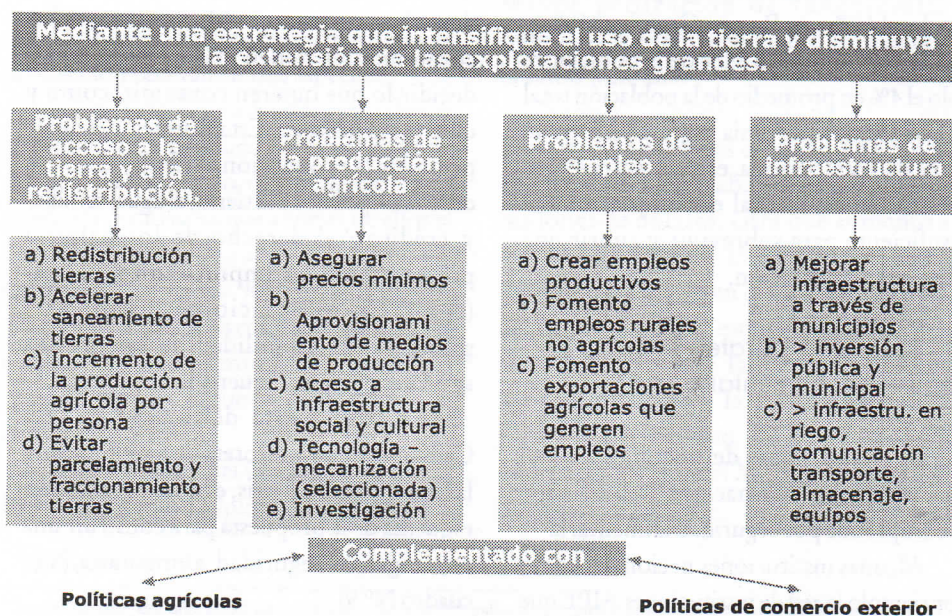 Mediante una estrategia que intensifique el uso de la tierra y disminuya
la extensión de las explotaciones grandes.
Problemas de
acceso a la
tierra y a la
redistribución.
Problemas de
la producción
agrícola
Problemas de
empleo
Problemas de
infraestructura
a) Redistribución
tierras
b) Acelerar
saneamiento de
tierras
c) Incremento de
la producción
agrícola por
persona
d) Evitar
parcelamiento y
fraccionamiento
tierras
a) Asegurar
precios mínimos
b)
Aprovisionami
ento de medios
de producción
c) Acceso a
infraestructura
social y cultural
d) Tecnología –
mecanización
(seleccionada)
e) Investigación
a) Crear empleos
productivos
b) Fomento
empleos rurales
no agrícolas
c) Fomento
exportaciones
agrícolas que
generen
empleos
a) Mejorar
infraestructura
a través de
municipios
b) > inversión
pública y
municipal
c) > infraestru. en
riego,
comunicación
transporte,
almacenaje,
equipos
Complementado con
Políticas agrícolas
Políticas de comercio exterior